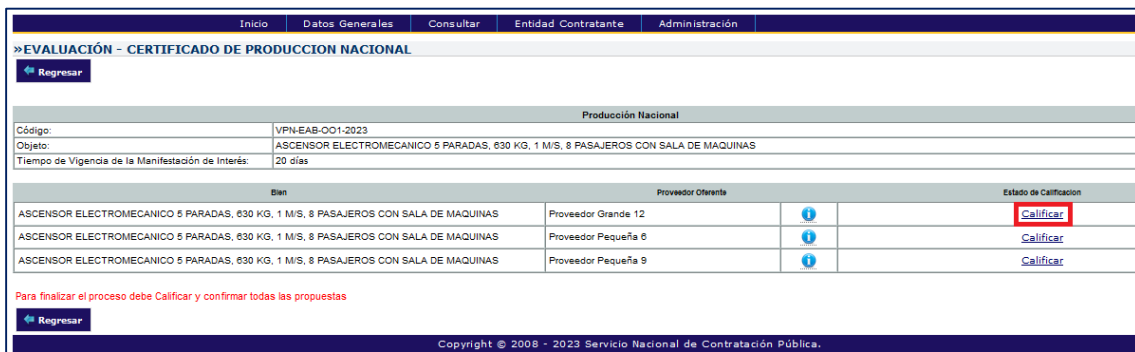 Inicio Datos Generales Consultar Entidad Contratante Administración
»EVALUACIÓN - CERTIFICADO DE PRODUCCION NACIONAL
Regresar
Producción Nacional
Código: VPN-EAB-OO1-2023
Objeto: ASCENSOR ELECTROMECANICO 5 PARADAS, 630 KG, 1 M/S, 8 PASAJEROS CON SALA DE MAQUINAS
Tiempo de Vigencia de la Manifestación de Interés: 20 días
Bien Proveedor Oferente Estado de Calificacion
ASCENSOR ELECTROMECANICO 5 PARADAS, 630 KG, 1 M/S, 8 PASAJEROS CON SALA DE MAQUINAS Proveedor Grande 12 Calificar
ASCENSOR ELECTROMECANICO 5 PARADAS, 630 KG, 1 M/S, 8 PASAJEROS CON SALA DE MAQUINAS Proveedor Pequeña 6 Calificar
ASCENSOR ELECTROMECANICO 5 PARADAS, 630 KG, 1 M/S, 8 PASAJEROS CON SALA DE MAQUINAS Proveedor Pequeña 9 Calificar
Para finalizar el proceso debe Calificar y confirmar todas las propuestas
Regresar
Copyright © 2008 - 2023 Servicio Nacional de Contratación Pública.